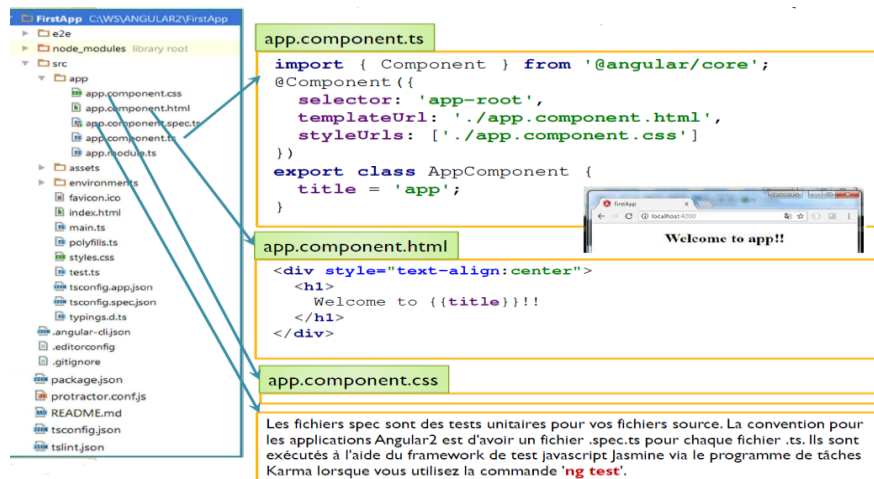 FirstApp C:\WS\ANGULAR2\FirstApp
e2e
node_modules library root
src
app
app.component.css
app.component.html
app.component.spec.ts
app.component.ts
app.module.ts
assets
environments
favicon.ico
index.html
main.ts
polyfills.ts
styles.css
test.ts
tsconfig.app.json
tsconfig.spec.json
typings.d.ts
.angular-cli.json
.editorconfig
.gitignore
package.json
protractor.conf.js
README.md
tsconfig.json
tslint.json
app.component.ts
import { Component } from '@angular/core';
@Component({
selector: 'app-root',
templateUrl: './app.component.html',
styleUrls: ['./app.component.css']
})
export class AppComponent {
title = 'app';
}
FirstApp
localhost:4200
Welcome to app!!
app.component.html
<div style="text-align:center">
<h1>
Welcome to {{title}}!!
</h1>
</div>
app.component.css
Les fichiers spec sont des tests unitaires pour vos fichiers source. La convention pour
les applications Angular2 est d'avoir un fichier .spec.ts pour chaque fichier .ts. Ils sont
exécutés à l'aide du framework de test javascript Jasmine via le programme de tâches
Karma lorsque vous utilisez la commande 'ng test'.